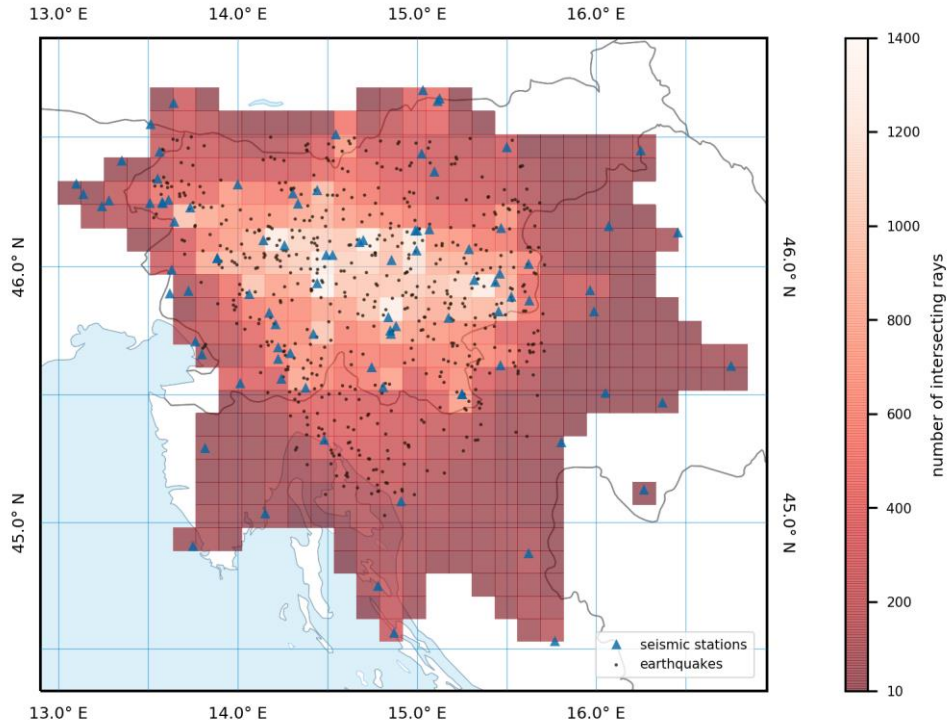 13.0° E 14.0° E 15.0° E 16.0° E
46.0° N 46.0° N
45.0° N 45.0° N
13.0° E 14.0° E 15.0° E 16.0° E
seismic stations
earthquakes
1400
1200
1000
800
600
400
200
10
number of intersecting rays